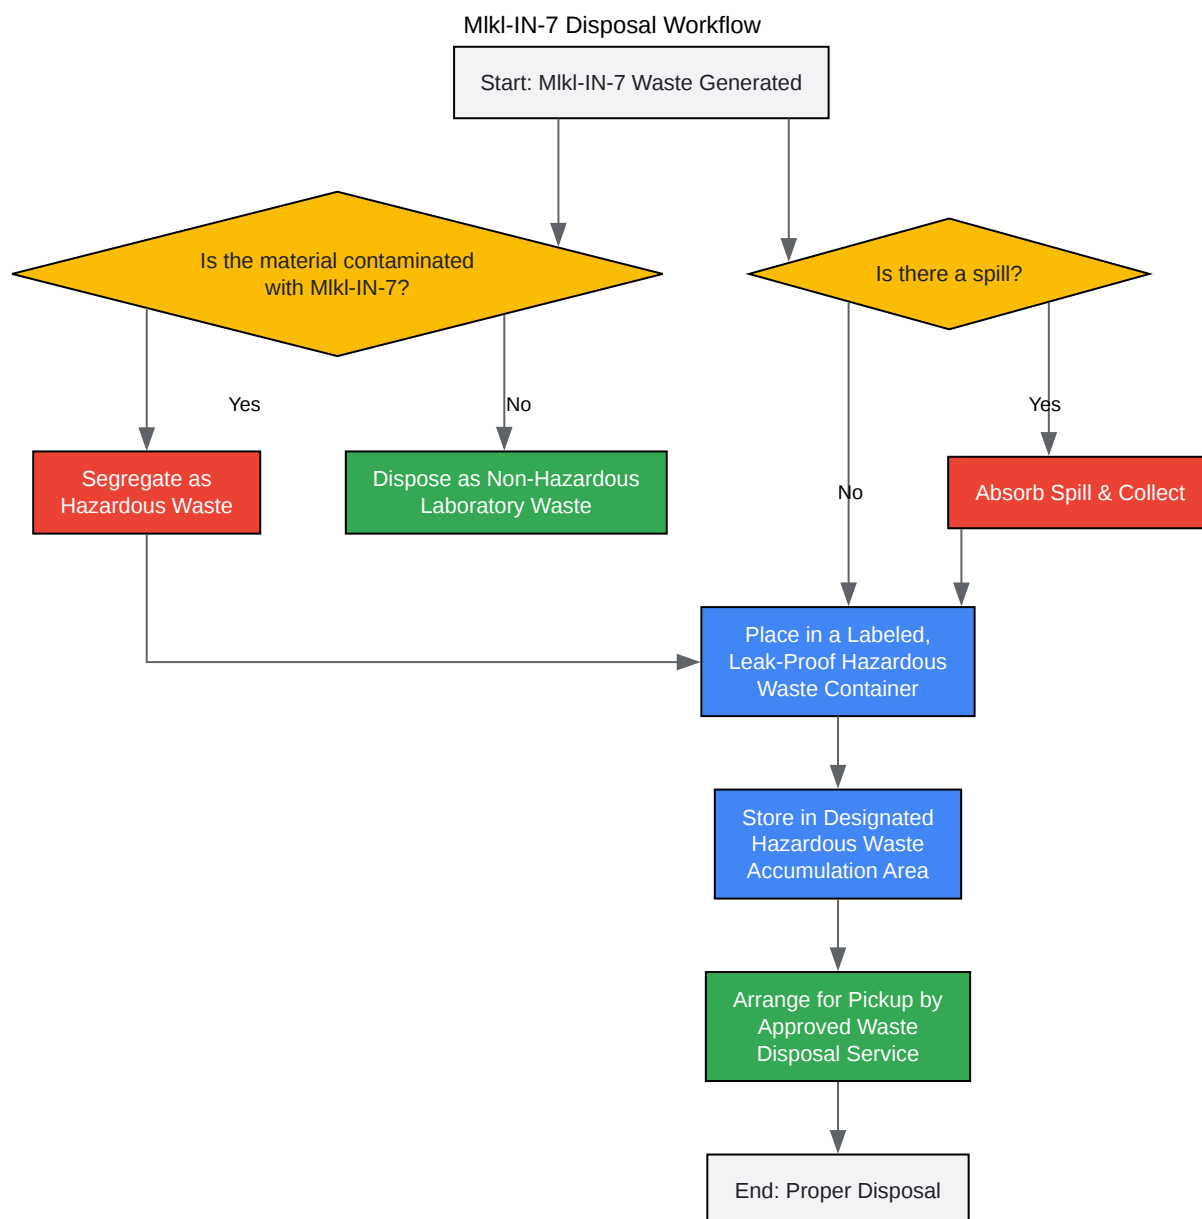 Mlkl-IN-7 Disposal Workflow
Start: Mlkl-IN-7 Waste Generated
Is the material contaminated
with Mlkl-IN-7?
Is there a spill?
Yes
No
Yes
Segregate as
Hazardous Waste
Dispose as Non-Hazardous
Laboratory Waste
No
Absorb Spill & Collect
Place in a Labeled,
Leak-Proof Hazardous
Waste Container
Store in Designated
Hazardous Waste
Accumulation Area
Arrange for Pickup by
Approved Waste
Disposal Service
End: Proper Disposal